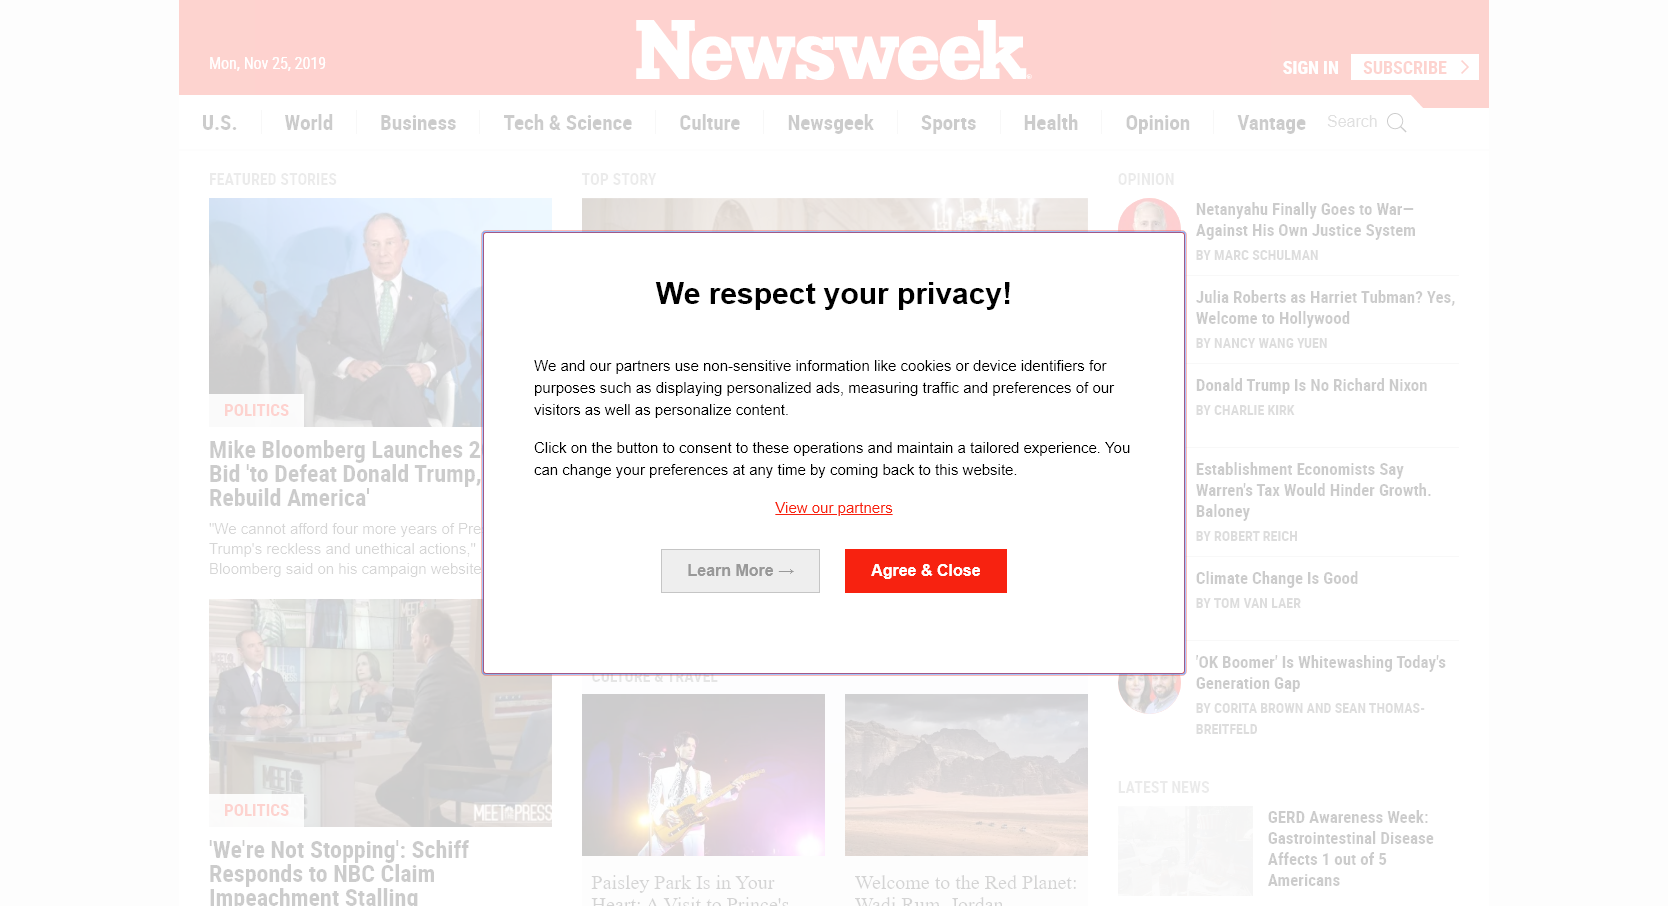 Newsweek
Mon, Nov 25, 2019
SIGN IN
SUBSCRIBE
U.S.
World
Business
Tech & Science
Culture
Newsgeek
Sports
Health
Opinion
Vantage
Search
FEATURED STORIES
POLITICS
Mike Bloomberg Launches 2
Bid 'to Defeat Donald Trump,
Rebuild America'
"We cannot afford four more years of Pre
Trump's reckless and unethical actions,"
Bloomberg said on his campaign website
MEET THE PRESS
POLITICS
'We're Not Stopping': Schiff
Responds to NBC Claim
Impeachment Stalling
TOP STORY
We respect your privacy!
We and our partners use non-sensitive information like cookies or device identifiers for
purposes such as displaying personalized ads, measuring traffic and preferences of our
visitors as well as personalize content.
Click on the button to consent to these operations and maintain a tailored experience. You
can change your preferences at any time by coming back to this website.
View our partners
Learn More →
Agree & Close
CULTURE & TRAVEL
Paisley Park Is in Your
Heart: A Visit to Prince's
Welcome to the Red Planet:
Wadi Rum, Jordan
OPINION
Netanyahu Finally Goes to War—
Against His Own Justice System
BY MARC SCHULMAN
Julia Roberts as Harriet Tubman? Yes,
Welcome to Hollywood
BY NANCY WANG YUEN
Donald Trump Is No Richard Nixon
BY CHARLIE KIRK
Establishment Economists Say
Warren's Tax Would Hinder Growth.
Baloney
BY ROBERT REICH
Climate Change Is Good
BY TOM VAN LAER
'OK Boomer' Is Whitewashing Today's
Generation Gap
BY CORITA BROWN AND SEAN THOMAS-
BREITFELD
LATEST NEWS
GERD Awareness Week:
Gastrointestinal Disease
Affects 1 out of 5
Americans